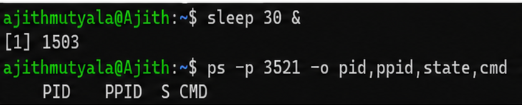 ajithmutyala@Ajith:~$ sleep 30 &
[1] 1503
ajithmutyala@Ajith:~$ ps -p 3521 -o pid,ppid,state,cmd
PID PPID S CMD